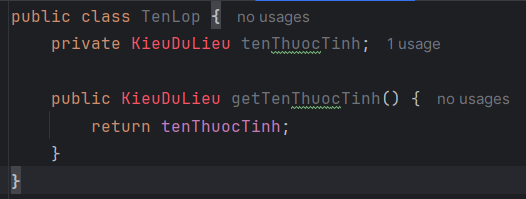 public class TenLop { no usages
    private KieuDuLieu tenThuocTinh; 1 usage

    public KieuDuLieu getTenThuocTinh() { no usages
        return tenThuocTinh;
    }
}